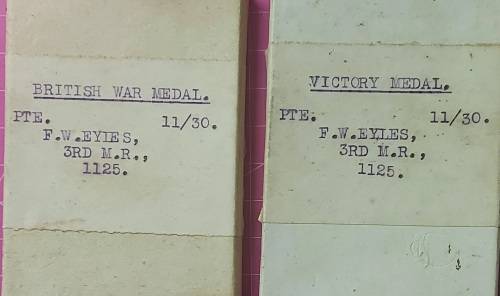 BRITISH WAR MEDAL.
PTE. 11/30.
F.W.EYIES,
3RD M.R.,
1125.
VICTORY MEDAL.
PTE. 11/30.
F.W.EYLES,
3RD M.R.,
1125.